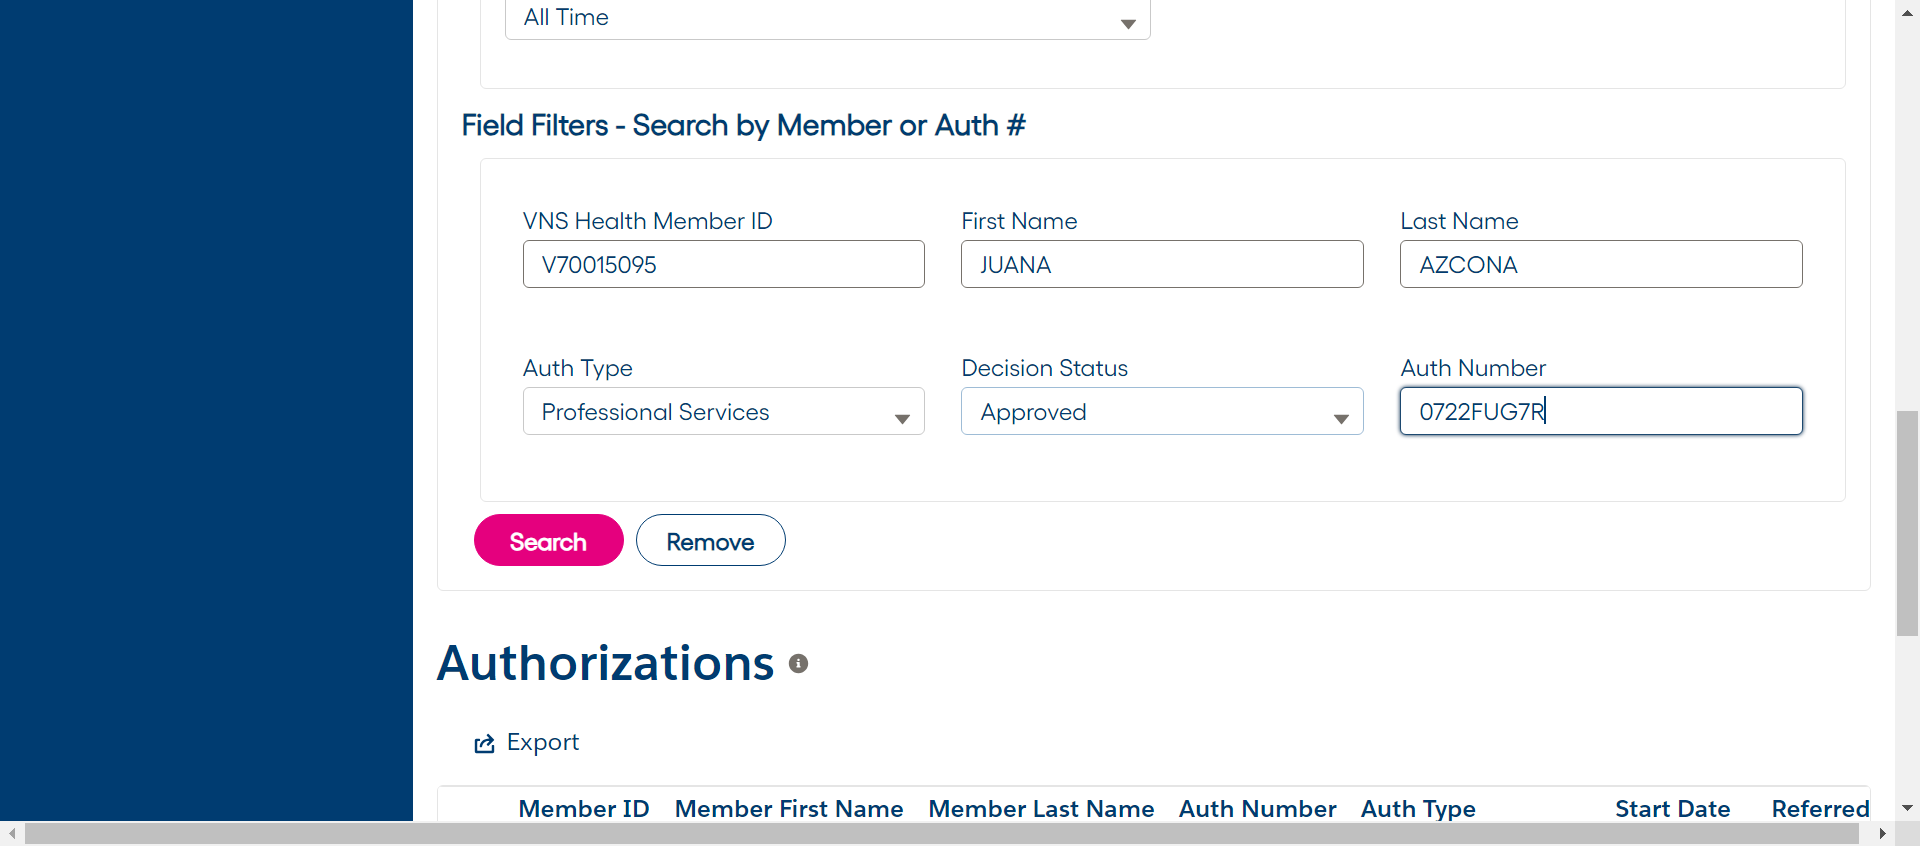 All Time
Field Filters - Search by Member or Auth #
VNS Health Member ID First Name Last Name
V70015095 JUANA AZCONA
Auth Type Decision Status Auth Number
Professional Services Approved 0722FUG7R
Search Remove
Authorizations
Export
Member ID Member First Name Member Last Name Auth Number Auth Type Start Date Referred